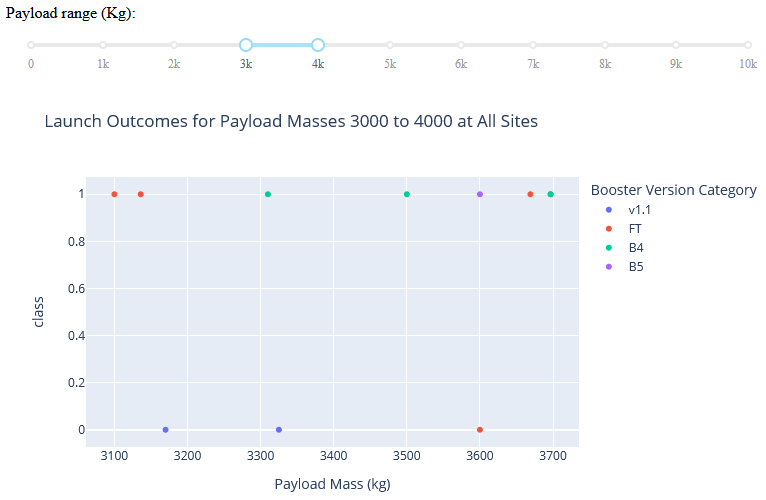 Payload range (Kg):
0 1k 2k 3k 4k 5k 6k 7k 8k 9k 10k
Launch Outcomes for Payload Masses 3000 to 4000 at All Sites
Booster Version Category
v1.1
FT
B4
B5
1
0.8
0.6
0.4
0.2
0
class
3100 3200 3300 3400 3500 3600 3700
Payload Mass (kg)